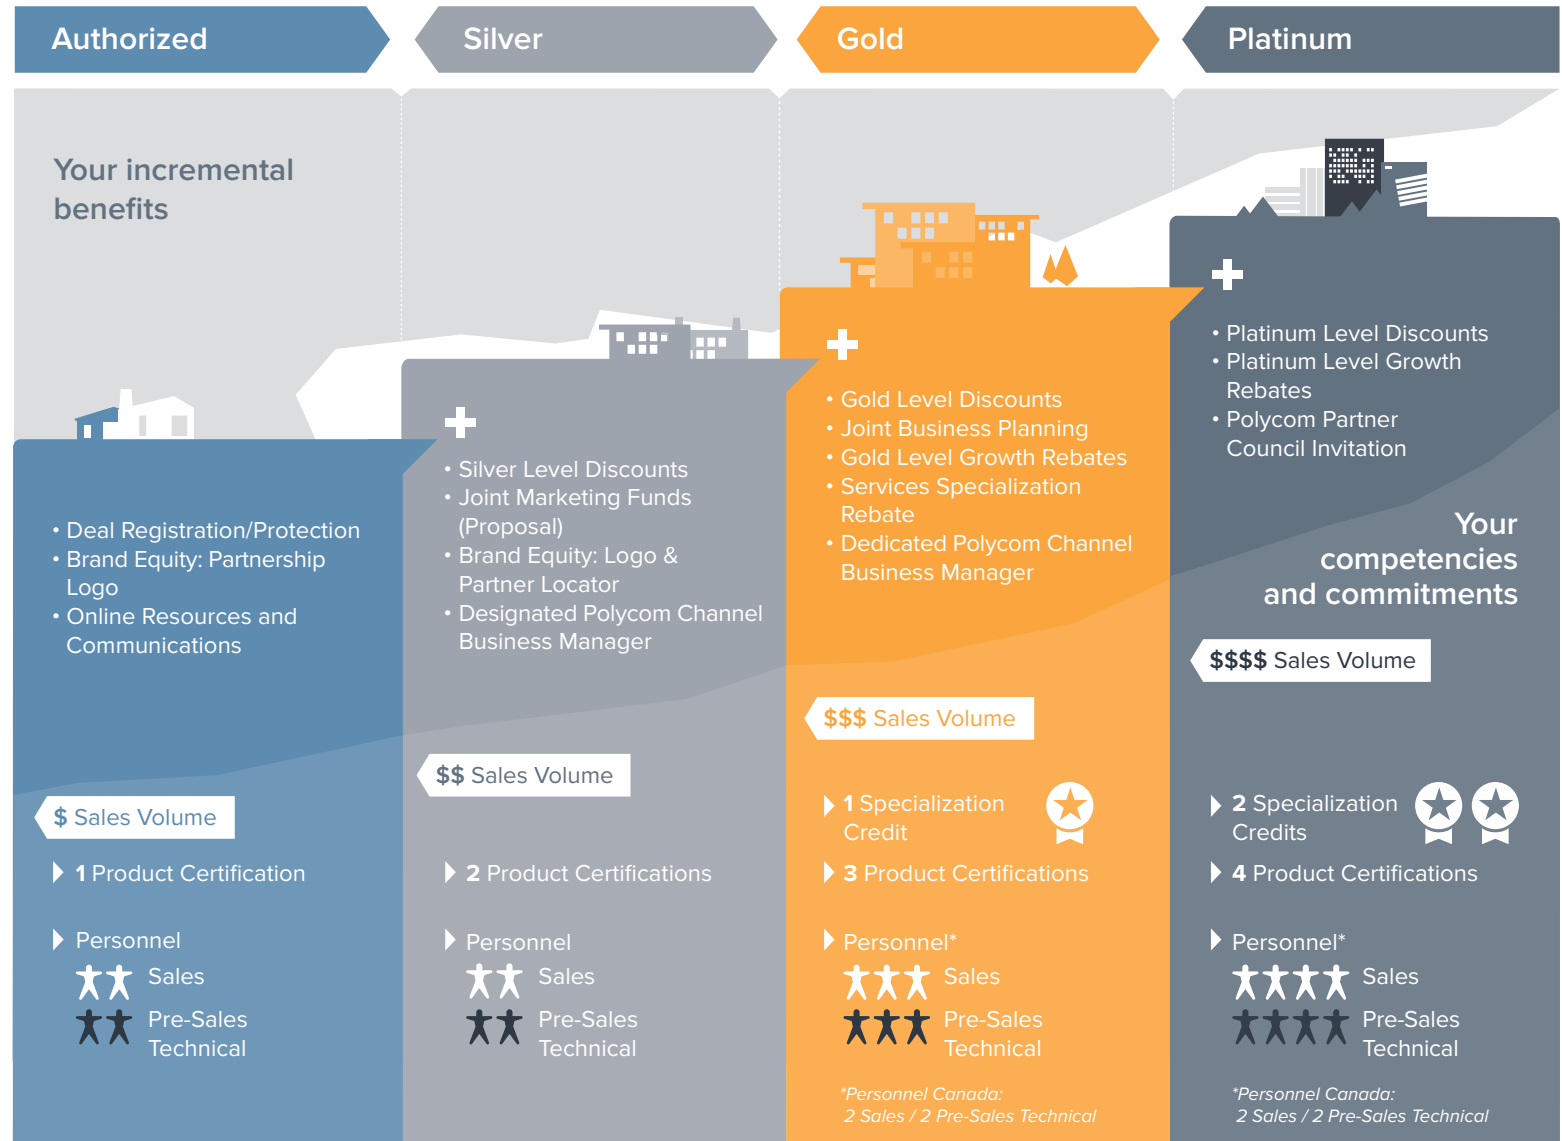 Authorized
Silver
Gold
Platinum
Your incremental
benefits
• Deal Registration/Protection
• Brand Equity: Partnership
Logo
• Online Resources and
Communications
$ Sales Volume
1 Product Certification
Personnel
Sales
Pre-Sales
Technical
• Silver Level Discounts
• Joint Marketing Funds
(Proposal)
• Brand Equity: Logo &
Partner Locator
• Designated Polycom Channel
Business Manager
$$ Sales Volume
2 Product Certifications
Personnel
Sales
Pre-Sales
Technical
• Gold Level Discounts
• Joint Business Planning
• Gold Level Growth Rebates
• Services Specialization
Rebate
• Dedicated Polycom Channel
Business Manager
$$$ Sales Volume
1 Specialization
Credit
3 Product Certifications
Personnel*
Sales
Pre-Sales
Technical
*Personnel Canada:
2 Sales / 2 Pre-Sales Technical
• Platinum Level Discounts
• Platinum Level Growth
Rebates
• Polycom Partner
Council Invitation
Your
competencies
and commitments
$$$$ Sales Volume
2 Specialization
Credits
4 Product Certifications
Personnel*
Sales
Pre-Sales
Technical
*Personnel Canada:
2 Sales / 2 Pre-Sales Technical